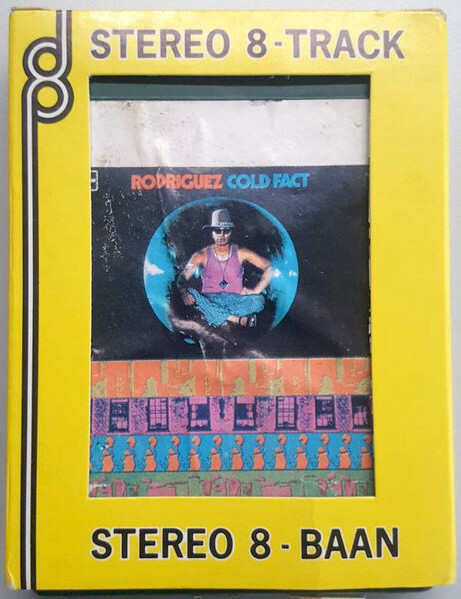 STEREO 8-TRACK
RODRIGUEZ COLD FACT
STEREO 8-BAAN